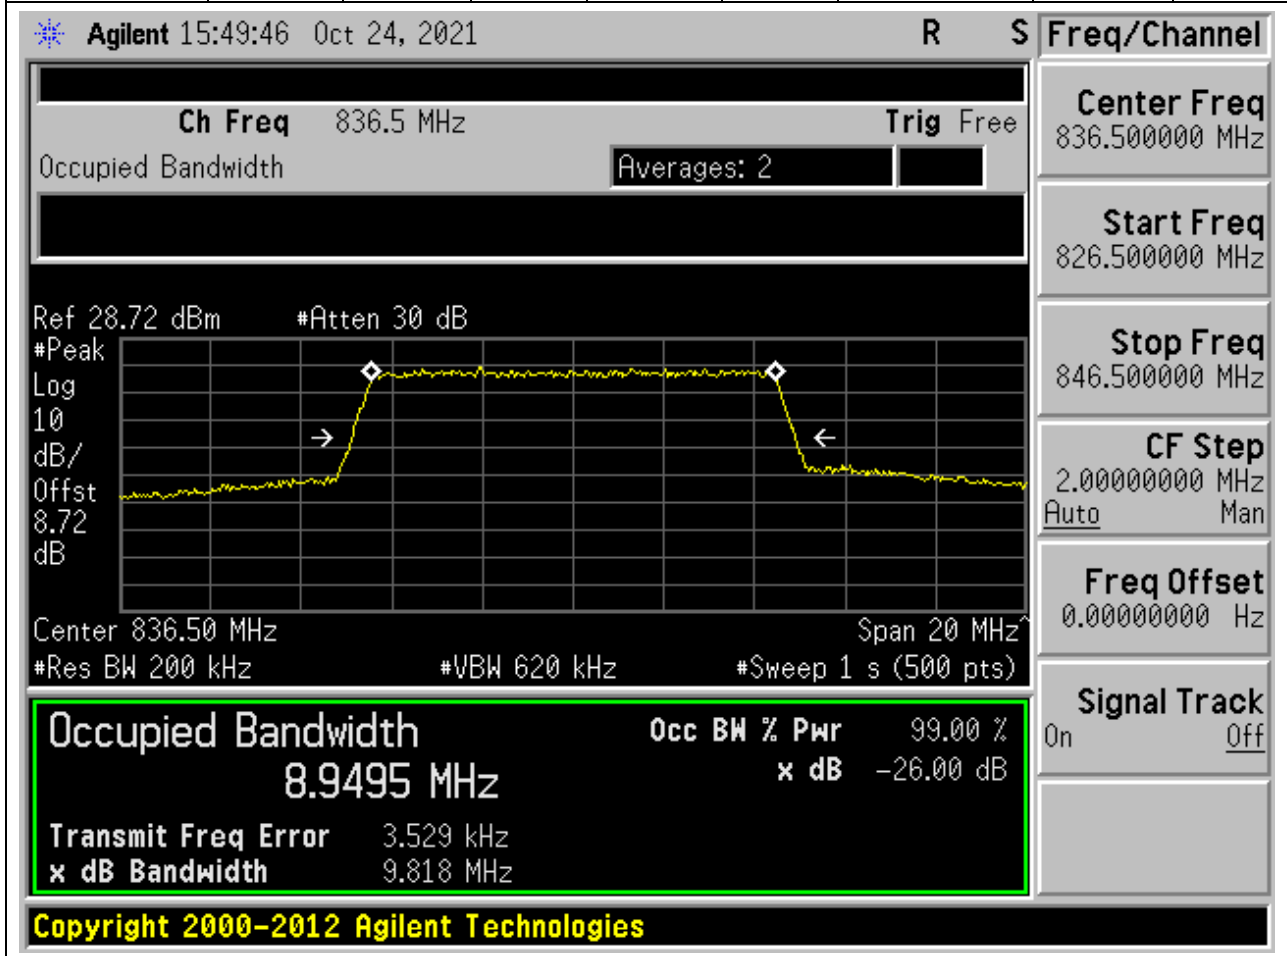 Agilent 15:49:46 Oct 24, 2021 R S
Freq/Channel
Ch Freq 836.5 MHz Trig Free
Occupied Bandwidth Averages: 2
Center Freq
836.500000 MHz
Start Freq
826.500000 MHz
Stop Freq
846.500000 MHz
CF Step
2.00000000 MHz
Auto Man
Freq Offset
0.00000000 Hz
Signal Track
On Off
Ref 28.72 dBm #Atten 30 dB
#Peak
Log
10
dB/
Offst
8.72
dB
Center 836.50 MHz Span 20 MHz^
#Res BW 200 kHz #VBW 620 kHz #Sweep 1 s (500 pts)
Occupied Bandwidth Occ BW % Pwr 99.00 %
8.9495 MHz x dB -26.00 dB
Transmit Freq Error 3.529 kHz
x dB Bandwidth 9.818 MHz
Copyright 2000-2012 Agilent Technologies